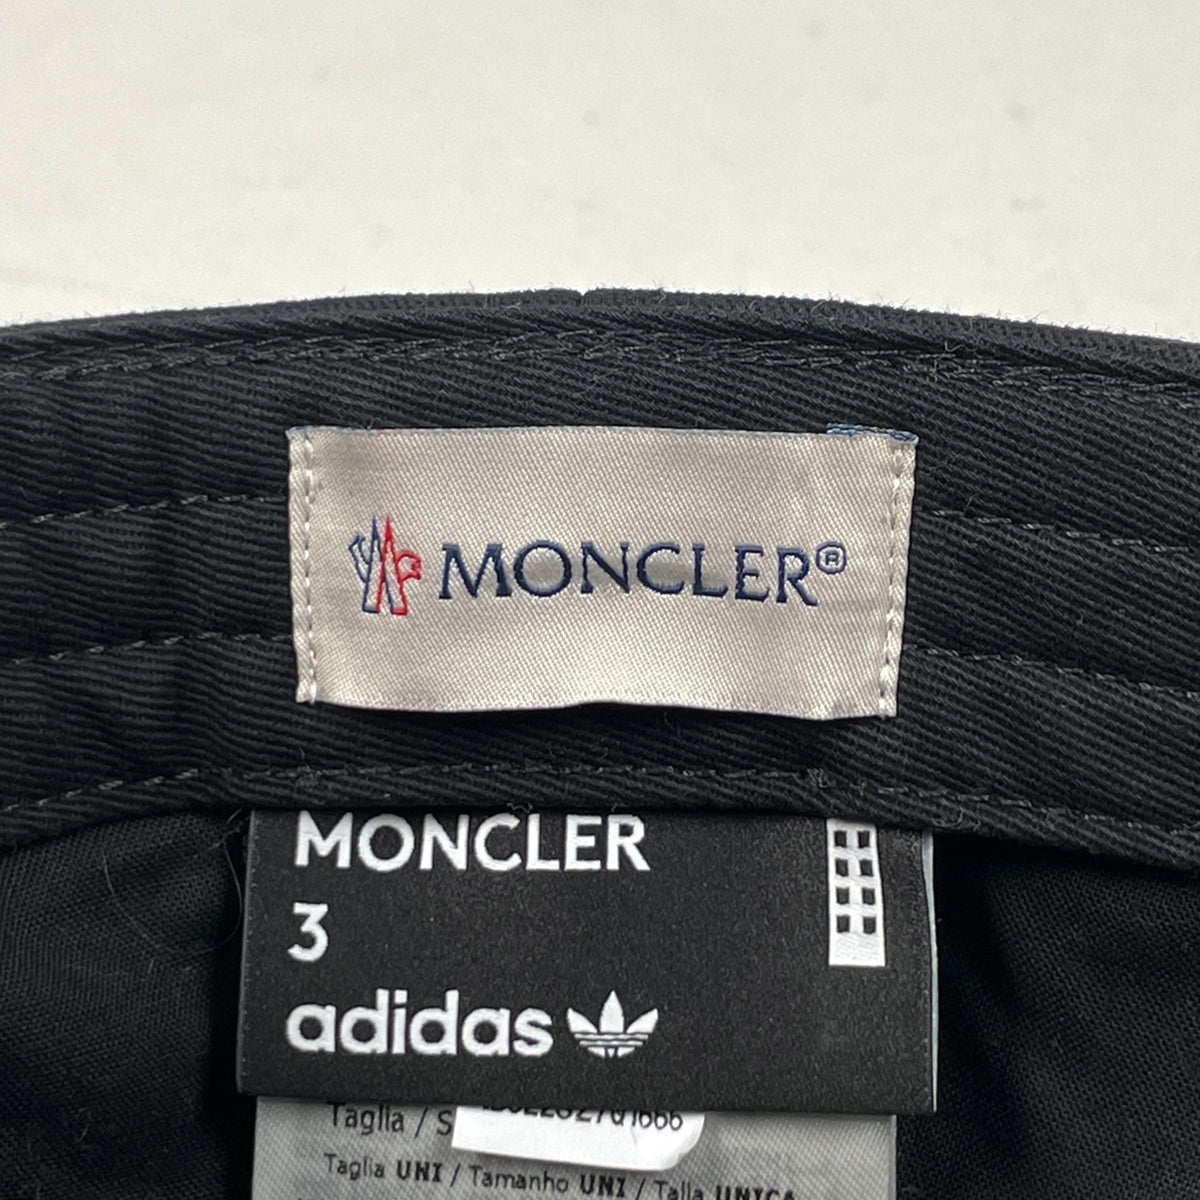 MONCLER®
MONCLER
3
adidas
Taglia / S
Taglia UNI / Tamanho UNI / Talla UNICA